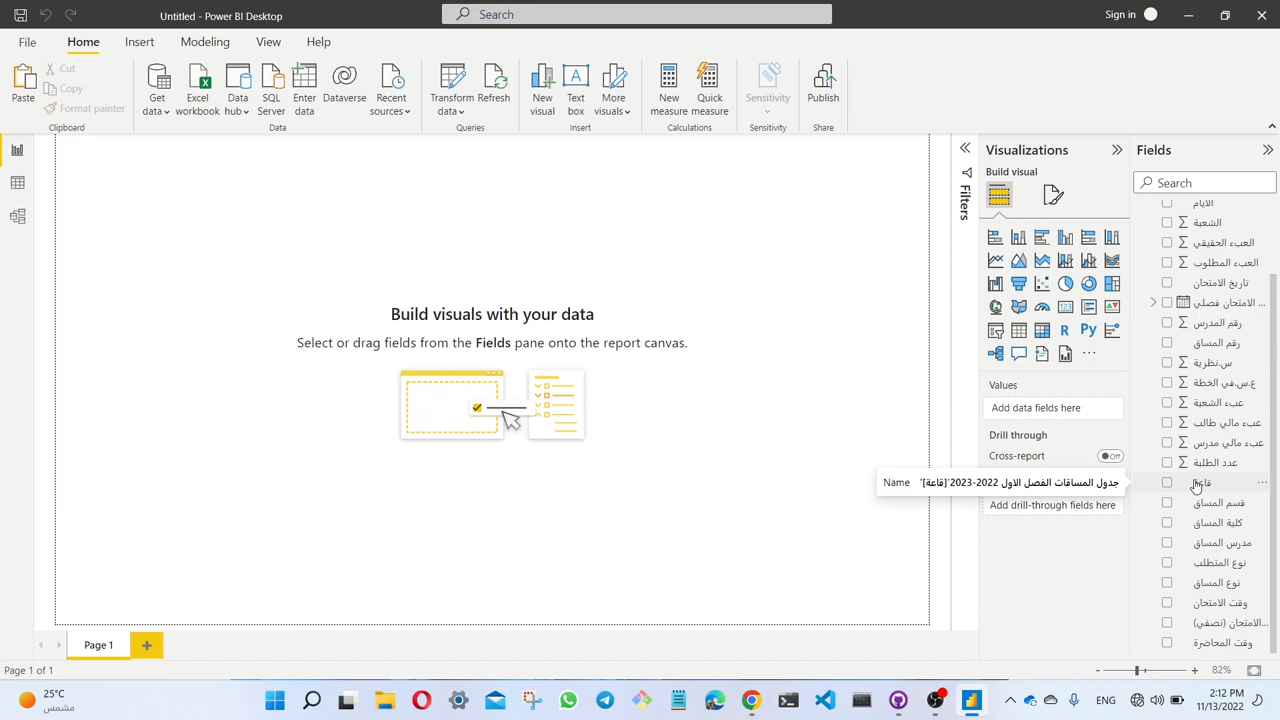 Untitled - Power BI Desktop
Search
Sign in
File
Home
Insert
Modeling
View
Help
Paste
Cut
Copy
Format painter
Clipboard
Get data
Excel workbook
Data hub
SQL Server
Enter data
Dataverse
Recent sources
Data
Transform data
Refresh
Queries
New visual
Text box
More visuals
Insert
New measure
Quick measure
Calculations
Sensitivity
Sensitivity
Publish
Share
Build visuals with your data
Select or drag fields from the Fields pane onto the report canvas.
Filters
Visualizations
Build visual
R
Py
Values
Add data fields here
Drill through
Cross-report
Off
Name
'جدول المساقات الفصل الاول 2022-2023'[قاعة]
Add drill-through fields here
Fields
Search
الايام
الشعبة
العبء الحقيقي
العبء المطلوب
تاريخ الامتحان
الامتحان فصلي ...
رقم المدرس
رقم المساق
س.نظرية
ع.س.في الخطة
عبء الشعبة
عبء مالي طالب
عبء مالي مدرس
عدد الطلبة
قاعة
قسم المساق
كلية المساق
مدرس المساق
نوع المتطلب
نوع المساق
وقت الامتحان
الامتحان (نصفي)...
وقت المحاضرة
Page 1
Page 1 of 1
82%
25°C
مشمس
ENG
2:12 PM
11/13/2022